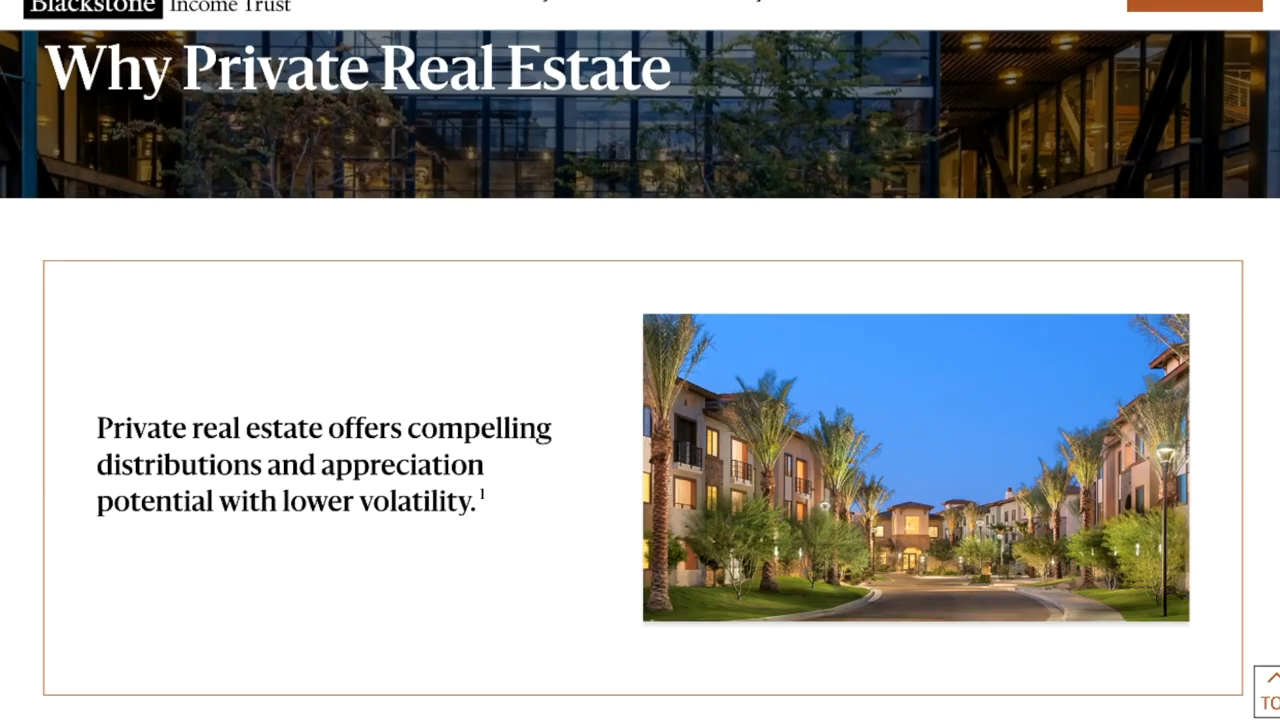 Blackstone Income Trust
Why Private Real Estate
Private real estate offers compelling
distributions and appreciation
potential with lower volatility. 1